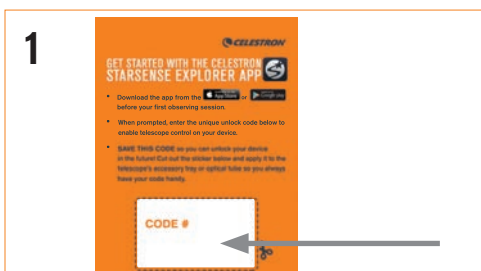 1
CELESTRON
GET STARTED WITH THE CELESTRON
STARSENSE EXPLORER APP
• Download the app from the App Store or Google play
before your first observing session.
• When prompted, enter the unique unlock code below to
enable telescope control on your device.
• SAVE THIS CODE so you can unlock your device
in the future! Cut out the sticker below and apply it to the
telescope's accessory tray or optical tube so you always
have your code handy.
CODE #